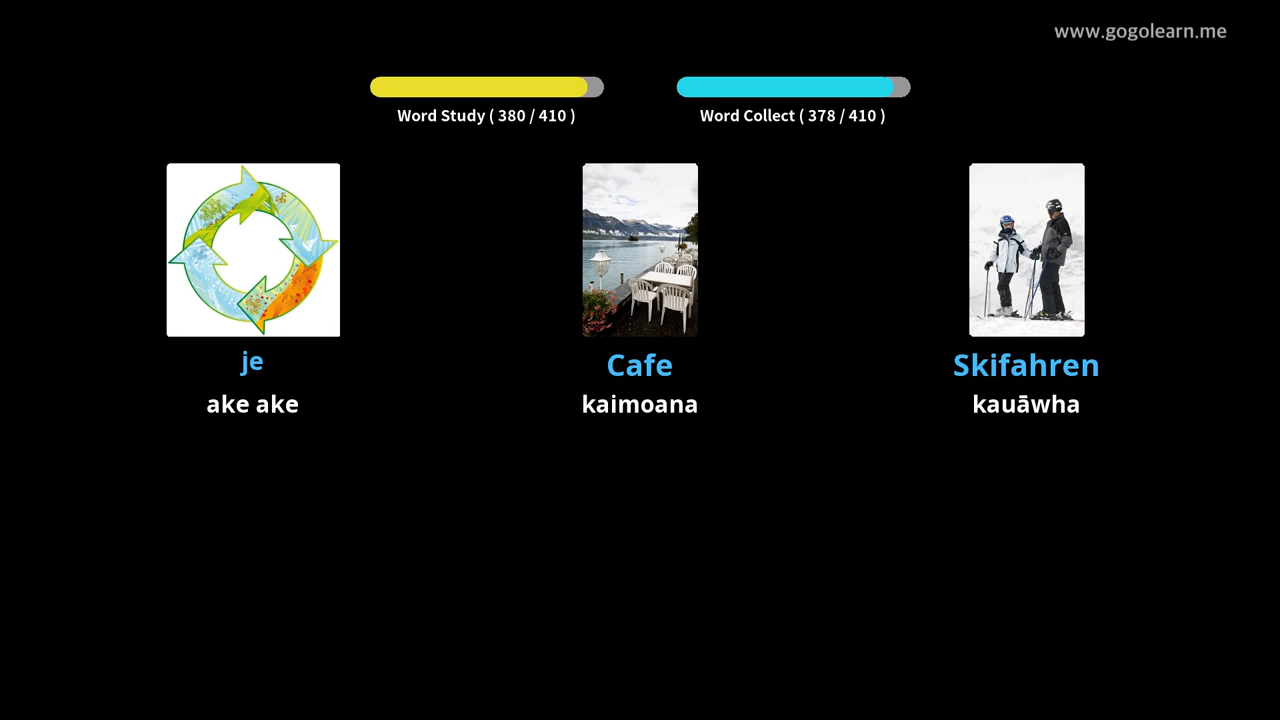 www.gogolearn.me
Word Study ( 380 / 410 )
Word Collect ( 378 / 410 )
je
Cafe
Skifahren
ake ake
kaimoana
kauāwha